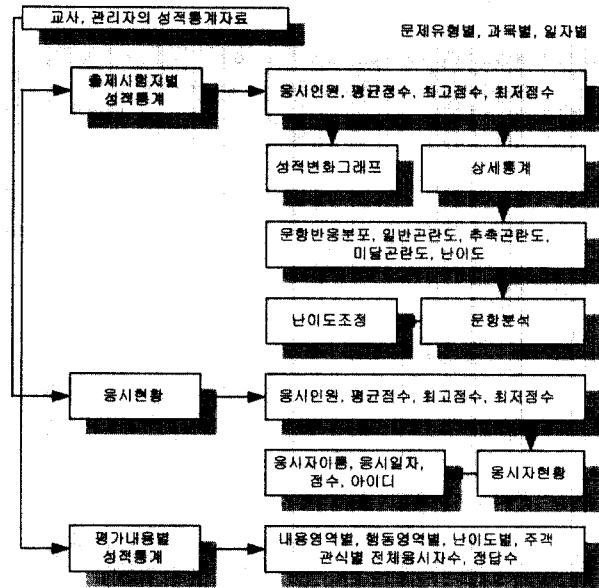 교사, 관리자의 성적통계자료
문제유형별, 과목별, 일자별
출제시험지별
성적통계
응시인원, 평균점수, 최고점수, 최저점수
성적변화그래프
상세통계
문항반응분포, 일반곤란도, 추측곤란도,
미달곤란도, 난이도
난이도조정
문항분석
응시현황
응시인원, 평균점수, 최고점수, 최저점수
응시자이름, 응시일자,
점수, 아이디
응시자현황
평가내용별
성적통계
내용영역별, 행동영역별, 난이도별, 주객
관식별 전체응시자수, 정답수